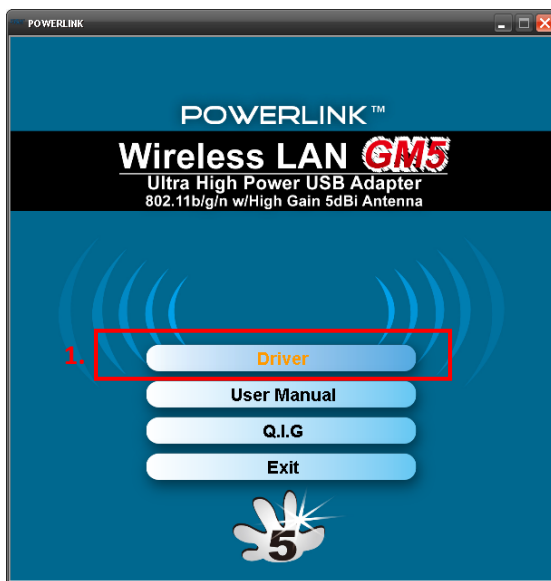 POWERLINK
POWERLINK™
Wireless LAN GM5
Ultra High Power USB Adapter
802.11b/g/n w/High Gain 5dBi Antenna
1.
Driver
User Manual
Q.I.G
Exit
5